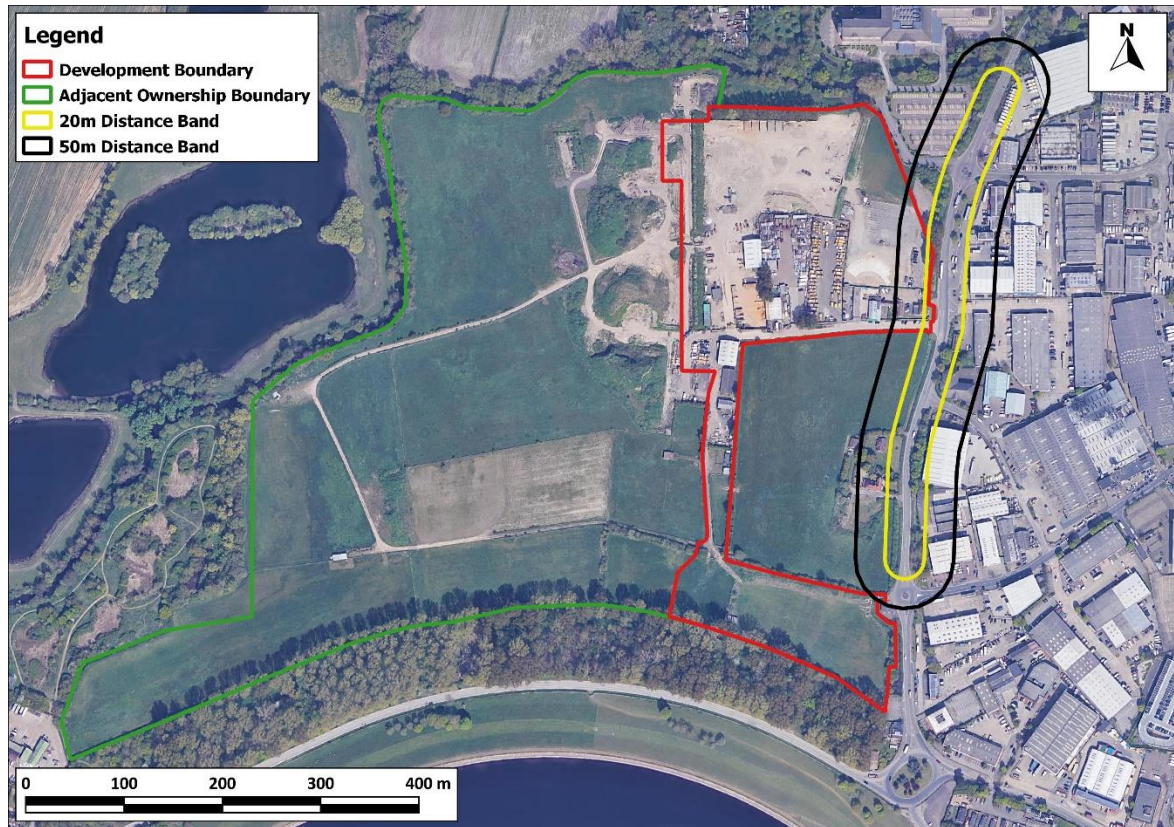 Legend
Development Boundary
Adjacent Ownership Boundary
20m Distance Band
50m Distance Band
N
0 100 200 300 400 m